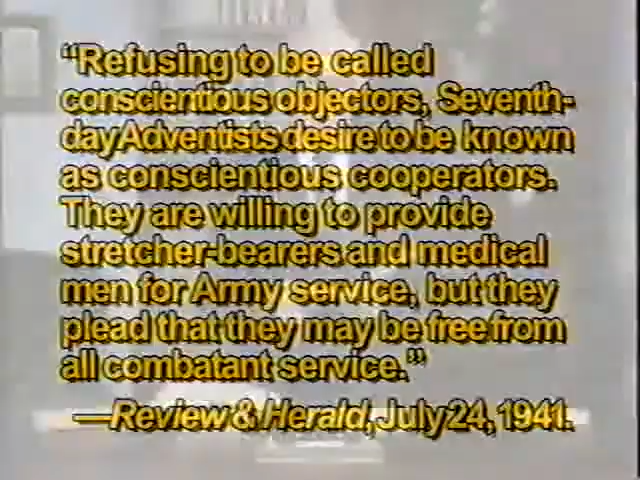 “Refusing to be called
conscientious objectors, Seventh-
day Adventists desire to be known
as conscientious cooperators.
They are willing to provide
stretcher-bearers and medical
men for Army service, but they
plead that they may be free from
all combatant service.”
—Review & Herald, July 24, 1941.